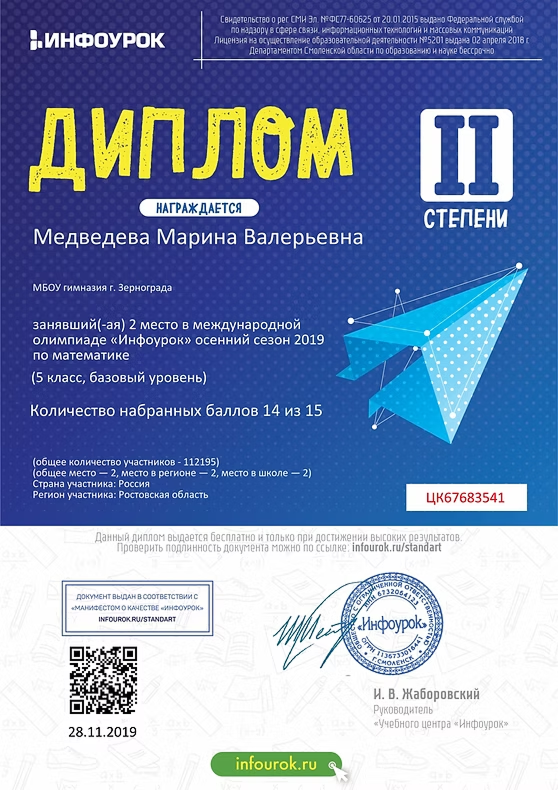 ИНФОУРОК
Свидетельство о рег. СМИ Эл. №ФС77-60625 от 20.01.2015 выдано Федеральной службой
по надзору в сфере связи, информационных технологий и массовых коммуникаций
Лицензия на осуществление образовательной деятельности №5201 выдана 02 апреля 2018 г.
Департаментом Смоленской области по образованию и науке бессрочно
ДИПЛОМ
II
СТЕПЕНИ
НАГРАЖДАЕТСЯ
Медведева Марина Валерьевна
МБОУ гимназия г. Зернограда
занявший(-ая) 2 место в международной
олимпиаде «Инфоурок» осенний сезон 2019
по математике
(5 класс, базовый уровень)
Количество набранных баллов 14 из 15
(общее количество участников - 112195)
(общее место — 2, место в регионе — 2, место в школе — 2)
Страна участника: Россия
Регион участника: Ростовская область
ЦК67683541
Данный диплом выдается бесплатно и только при достижении высоких результатов.
Проверить подлинность документа можно по ссылке: infourok.ru/standart
ДОКУМЕНТ ВЫДАН В СООТВЕТСТВИИ С
«МАНИФЕСТОМ О КАЧЕСТВЕ «ИНФОУРОК»
INFOUROK.RU/STANDART
«Инфоурок»
Г.СМОЛЕНСК
28.11.2019
И. В. Жаборовский
Руководитель
«Учебного центра «Инфоурок»
infourok.ru